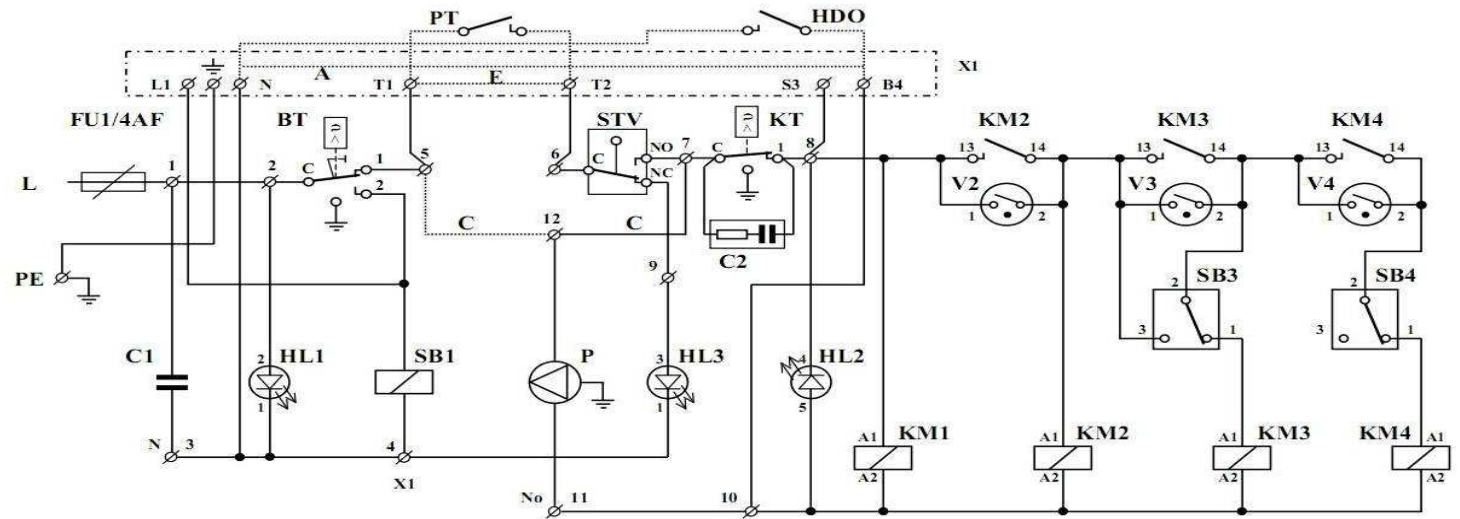 PT HDO
X1
L1 N A T1 E T2 S3 B4
FU1/4AF BT STV KT KM2 KM3 KM4
NO 7 8
1 2 C 1 5 6 C C 1 13 14 13 14 13 14
L NC
2 V2 V3 V4
1 2 1 2 1 2
C 12 C
C2
PE 9 2 SB3 2 SB4
3 1 3 1
C1 2 HL1 SB1 P 3 HL3 4 HL2
1 1 5
N 3 4 A1 KM1 A1 KM2 A1 KM3 KM4 A1
A2 A2 A2 A2
X1
No 11 10